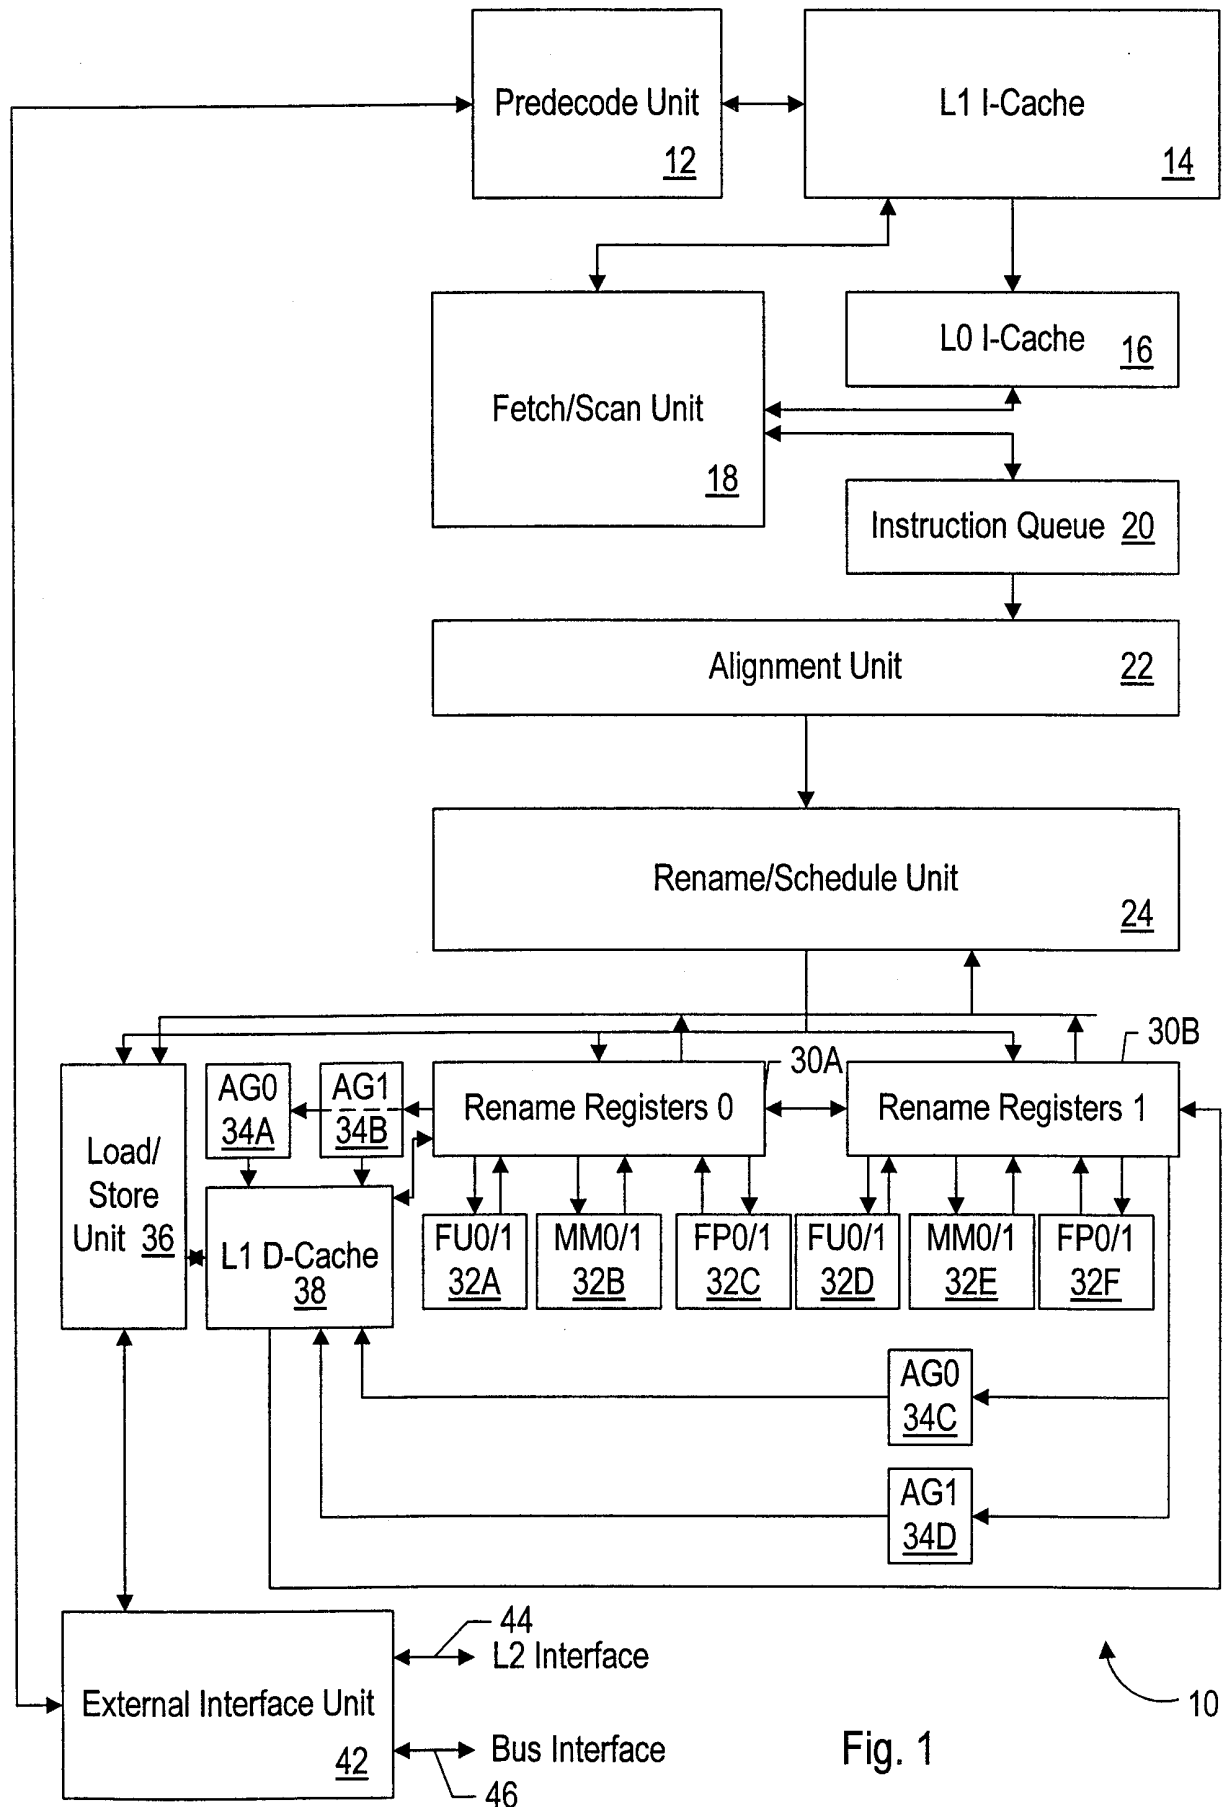 Predecode Unit
12
L1 I-Cache
14
L0 I-Cache
16
Fetch/Scan Unit
18
Instruction Queue 20
Alignment Unit
22
Rename/Schedule Unit
24
30A
30B
Load/
Store
Unit 36
AG0
34A
AG1
34B
Rename Registers 0
Rename Registers 1
L1 D-Cache
38
FU0/1
32A
MM0/1
32B
FP0/1
32C
FU0/1
32D
MM0/1
32E
FP0/1
32F
AG0
34C
AG1
34D
External Interface Unit
42
44
L2 Interface
Bus Interface
46
10
Fig. 1